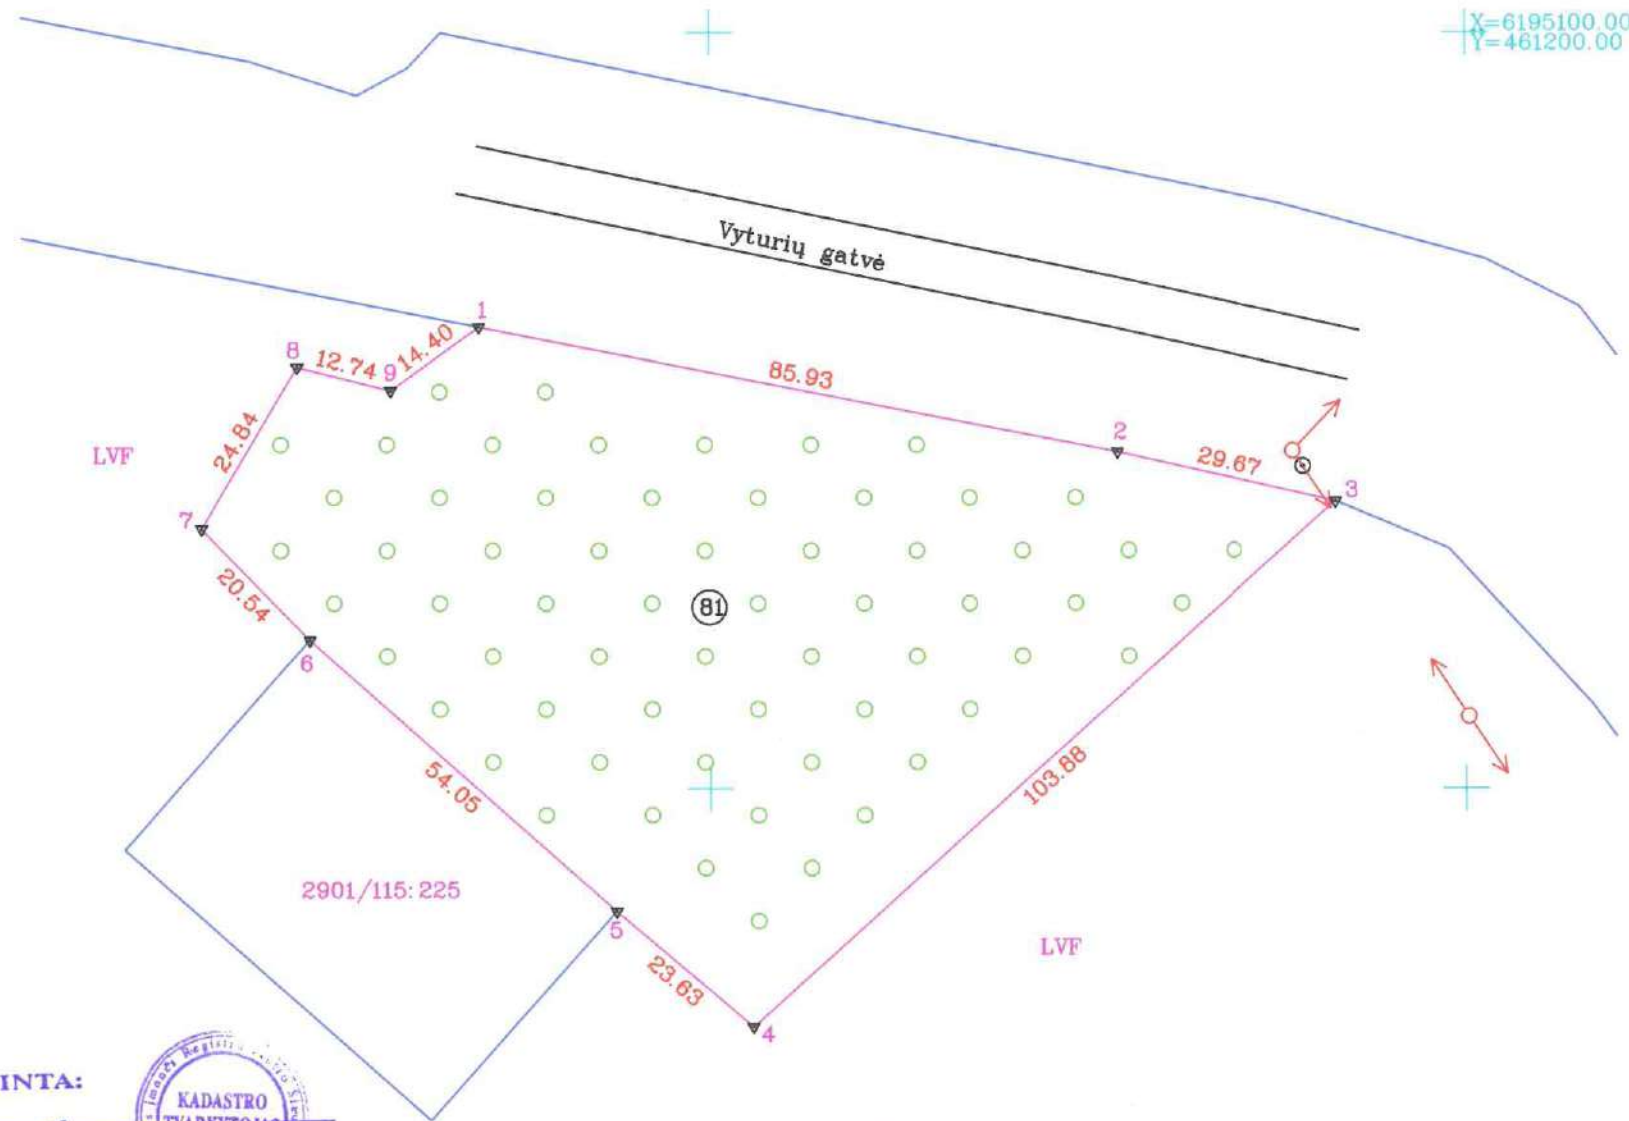 X=6195100.00
Y=461200.00
Vyturių gatvė
1
8
12.74
9
14.40
85.93
2
29.67
3
LVF
24.84
7
20.54
81
6
54.05
103.88
2901/115:225
5
LVF
23.63
4
INTA:
KADASTRO